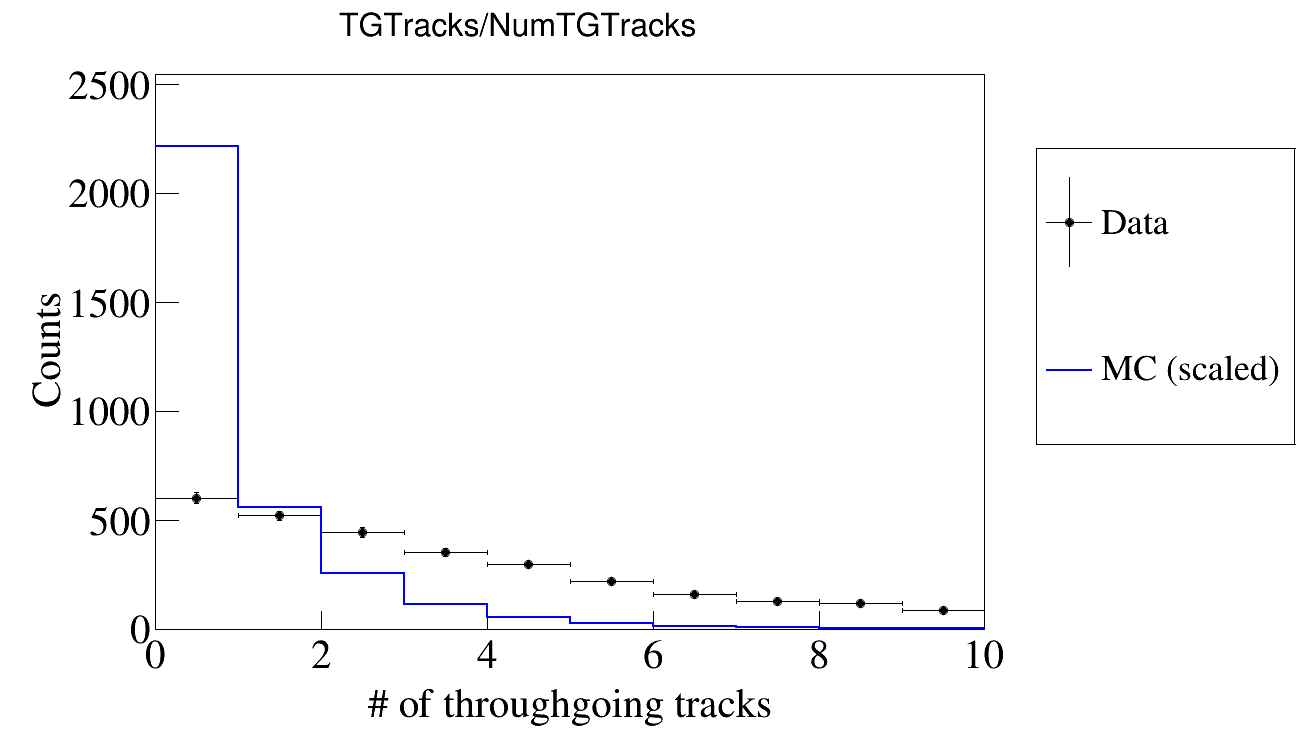 TGTracks/NumTGTracks
2500
2000
1500
1000
500
0
Counts
0 2 4 6 8 10
# of throughgoing tracks
Data
MC (scaled)